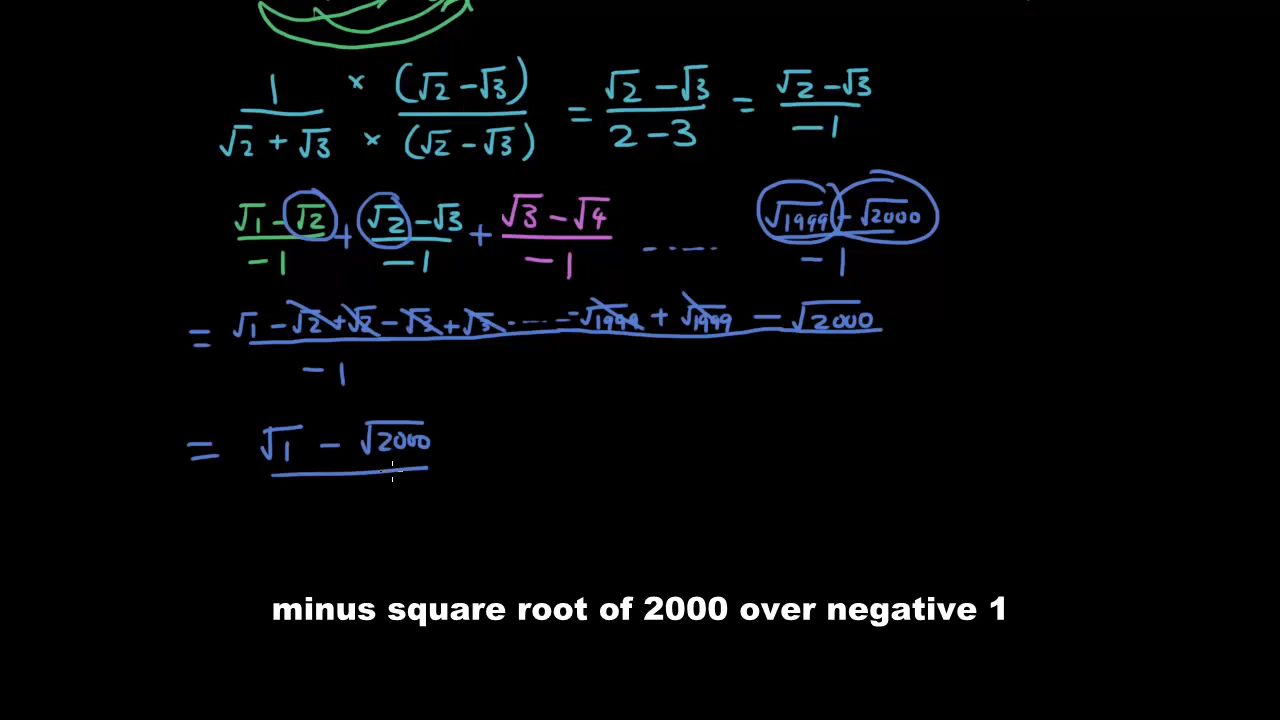 1/(√2 + √3) × (√2 − √3)/(√2 − √3) = (√2 − √3)/(2 − 3) = (√2 − √3)/−1
(√1 − √2)/−1 + (√2 − √3)/−1 + (√3 − √4)/−1 ...... (√1999 − √2000)/−1
= (√1 − √2 + √2 − √3 + √3 ...... − √1999 + √1999 − √2000)/−1
= √1 − √2000
minus square root of 2000 over negative 1